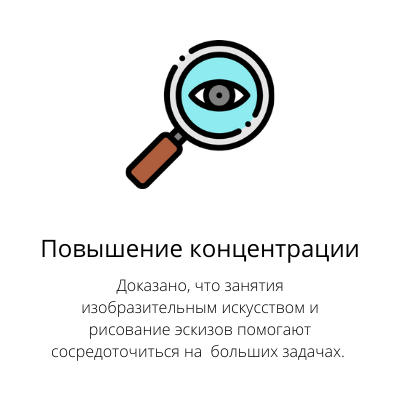 Повышение концентрации
Доказано, что занятия
изобразительным искусством и
рисование эскизов помогают
сосредоточиться на  больших задачах.